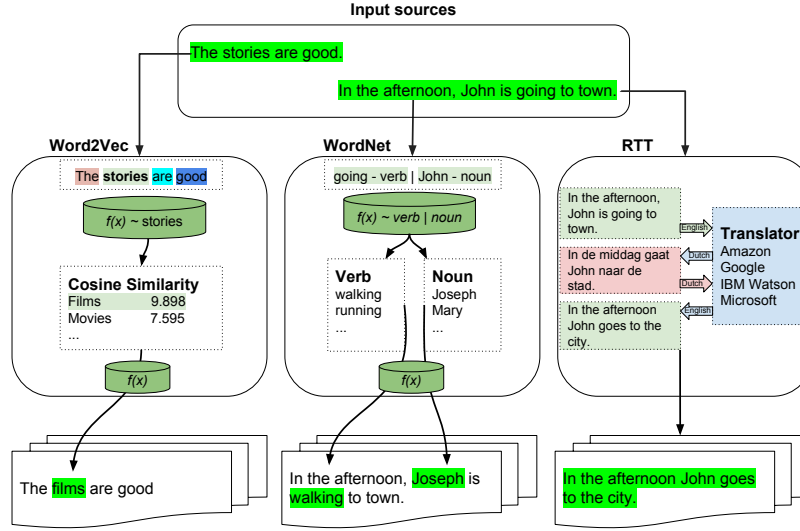 Input sources
The stories are good.
In the afternoon, John is going to town.
Word2Vec
The stories are good
f(x) ~ stories
Cosine Similarity
Films 9.898
Movies 7.595
...
f(x)
The films are good
WordNet
going - verb | John - noun
f(x) ~ verb | noun
Verb
walking
running
...
Noun
Joseph
Mary
...
f(x)
In the afternoon, Joseph is
walking to town.
RTT
In the afternoon,
John is going to
town.
English
In de middag gaat
John naar de
stad.
Dutch
Dutch
In the afternoon
John goes to the
city.
English
Translator
Amazon
Google
IBM Watson
Microsoft
In the afternoon John goes
to the city.